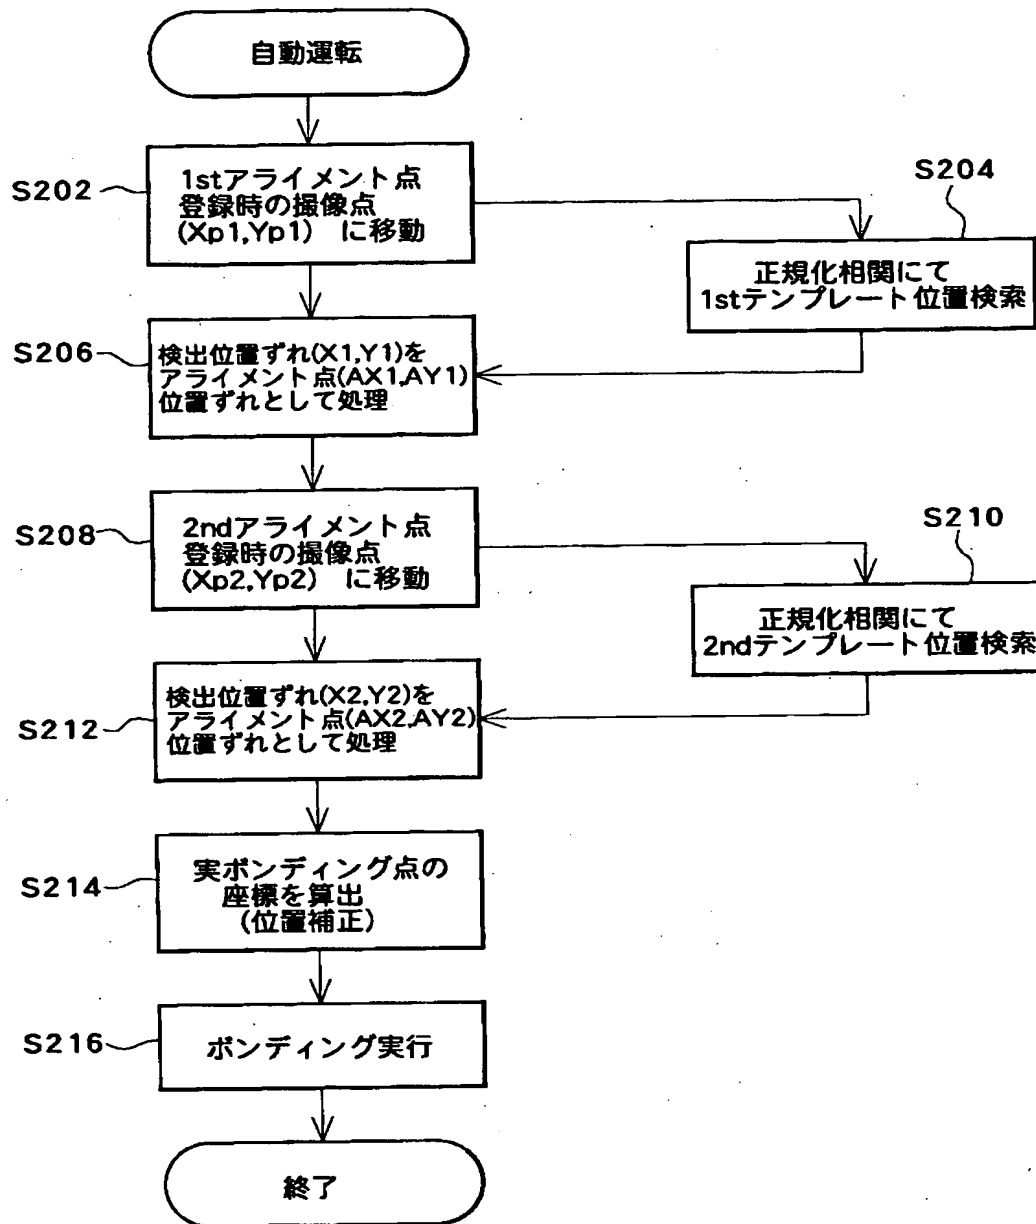 自動運転
S202
1stアライメント点
登録時の撮像点
(Xp1,Yp1) に移動
S204
正規化相関にて
1stテンプレート位置検索
S206
検出位置ずれ(X1,Y1)を
アライメント点(AX1,AY1)
位置ずれとして処理
S208
2ndアライメント点
登録時の撮像点
(Xp2,Yp2) に移動
S210
正規化相関にて
2ndテンプレート位置検索
S212
検出位置ずれ(X2,Y2)を
アライメント点(AX2,AY2)
位置ずれとして処理
S214
実ボンディング点の
座標を算出
(位置補正)
S216
ボンディング実行
終了